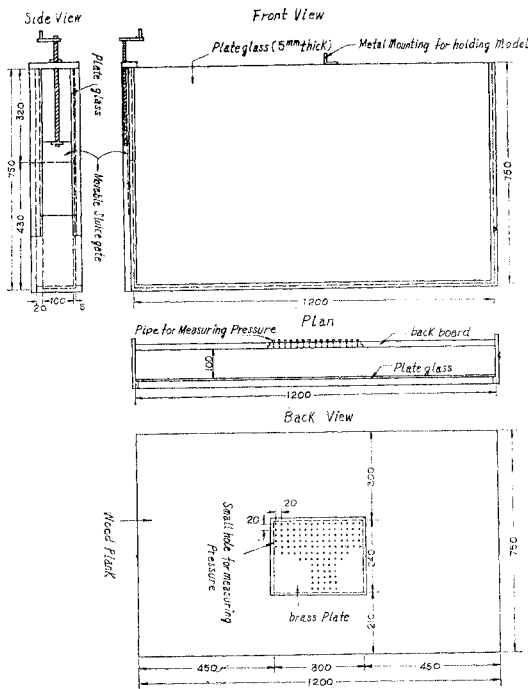 Side View
Front View
Plate glass (5mm thick)
Metal Mounting for holding Model
Plate glass
Movable Sluice gate
320
750
430
20
100
5
750
1200
Plan
Pipe for Measuring Pressure
back board
100
Plate glass
1200
Back View
Wood Plank
20
20
Small hole for measuring
Pressure
brass Plate
300
240
210
750
450
300
450
1200